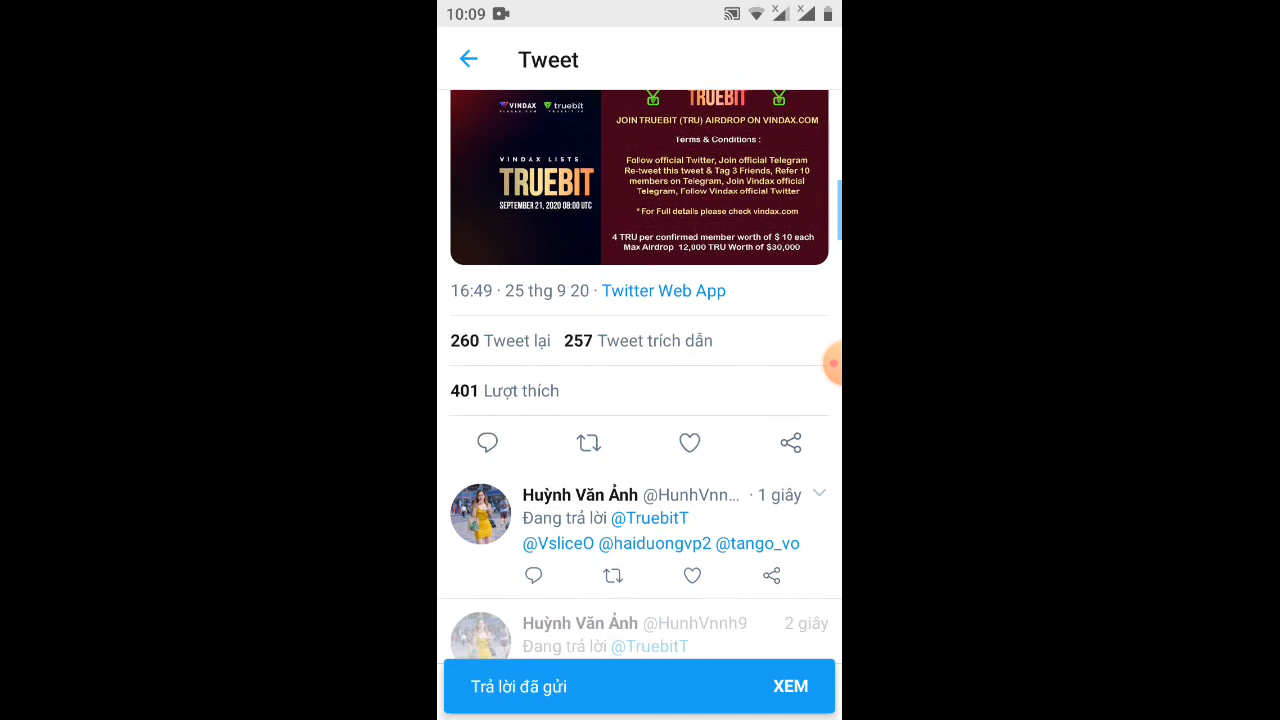 10:09
Tweet
VINDAX truebit
TRUEBIT
JOIN TRUEBIT (TRU) AIRDROP ON VINDAX.COM
Terms & Conditions :
VINDAX LISTS
TRUEBIT
SEPTEMBER 21, 2020 08:00 UTC
Follow official Twitter, Join official Telegram
Re-tweet this tweet & Tag 3 Friends, Refer 10
members on Telegram, Join Vindax official
Telegram, Follow Vindax official Twitter
* For Full details please check vindax.com
4 TRU per confirmed member worth of $ 10 each
Max Airdrop 12,000 TRU Worth of $30,000
16:49 · 25 thg 9 20 · Twitter Web App
260 Tweet lại 257 Tweet trích dẫn
401 Lượt thích
Huỳnh Văn Ảnh @HunhVnn... · 1 giây
Đang trả lời @TruebitT
@VsliceO @haiduongvp2 @tango_vo
Huỳnh Văn Ảnh @HunhVnnh9 2 giây
Đang trả lời @TruebitT
Trả lời đã gửi XEM